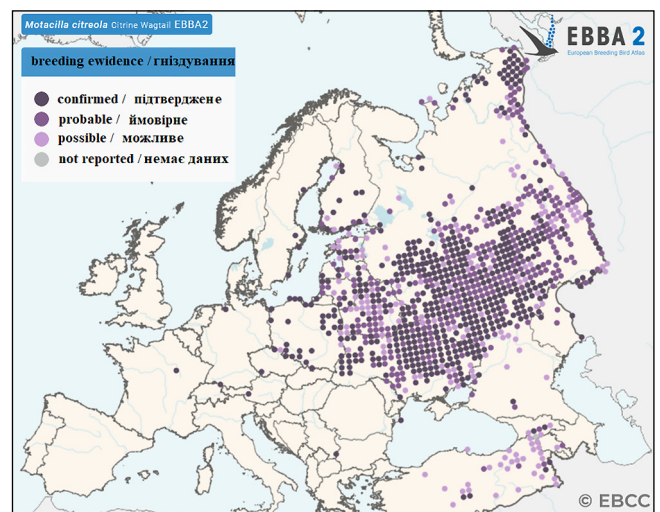 Motacilla citreola Citrine Wagtail EBBA2
EBBA 2
European Breeding Bird Atlas
breeding ewidence / гніздування
confirmed / підтверджене
probable / ймовірне
possible / можливе
not reported / немає даних
© EBCC